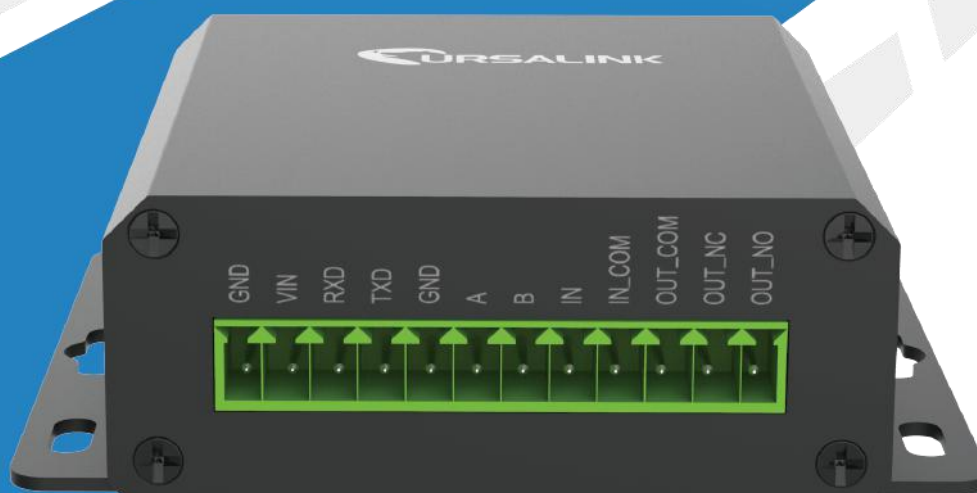 URSALINK
GND VIN RXD TXD GND A B IN IN_COM OUT_COM OUT_NC OUT_NO